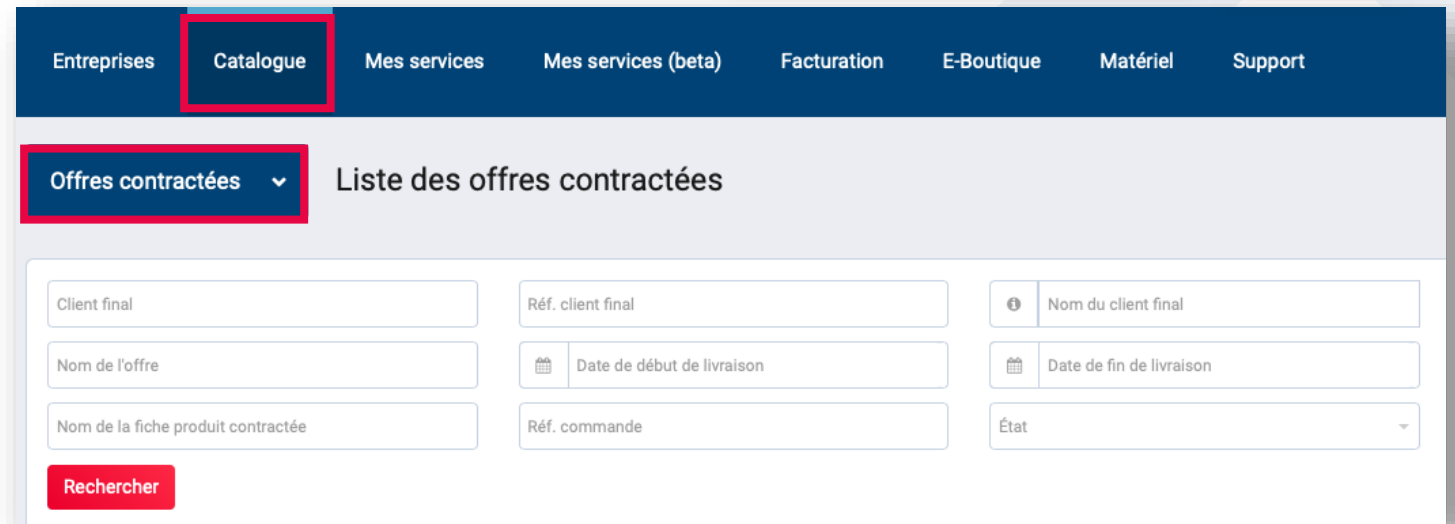 Entreprises Catalogue Mes services Mes services (beta) Facturation E-Boutique Matériel Support
Offres contractées Liste des offres contractées
Client final Réf. client final Nom du client final
Nom de l'offre Date de début de livraison Date de fin de livraison
Nom de la fiche produit contractée Réf. commande État
Rechercher